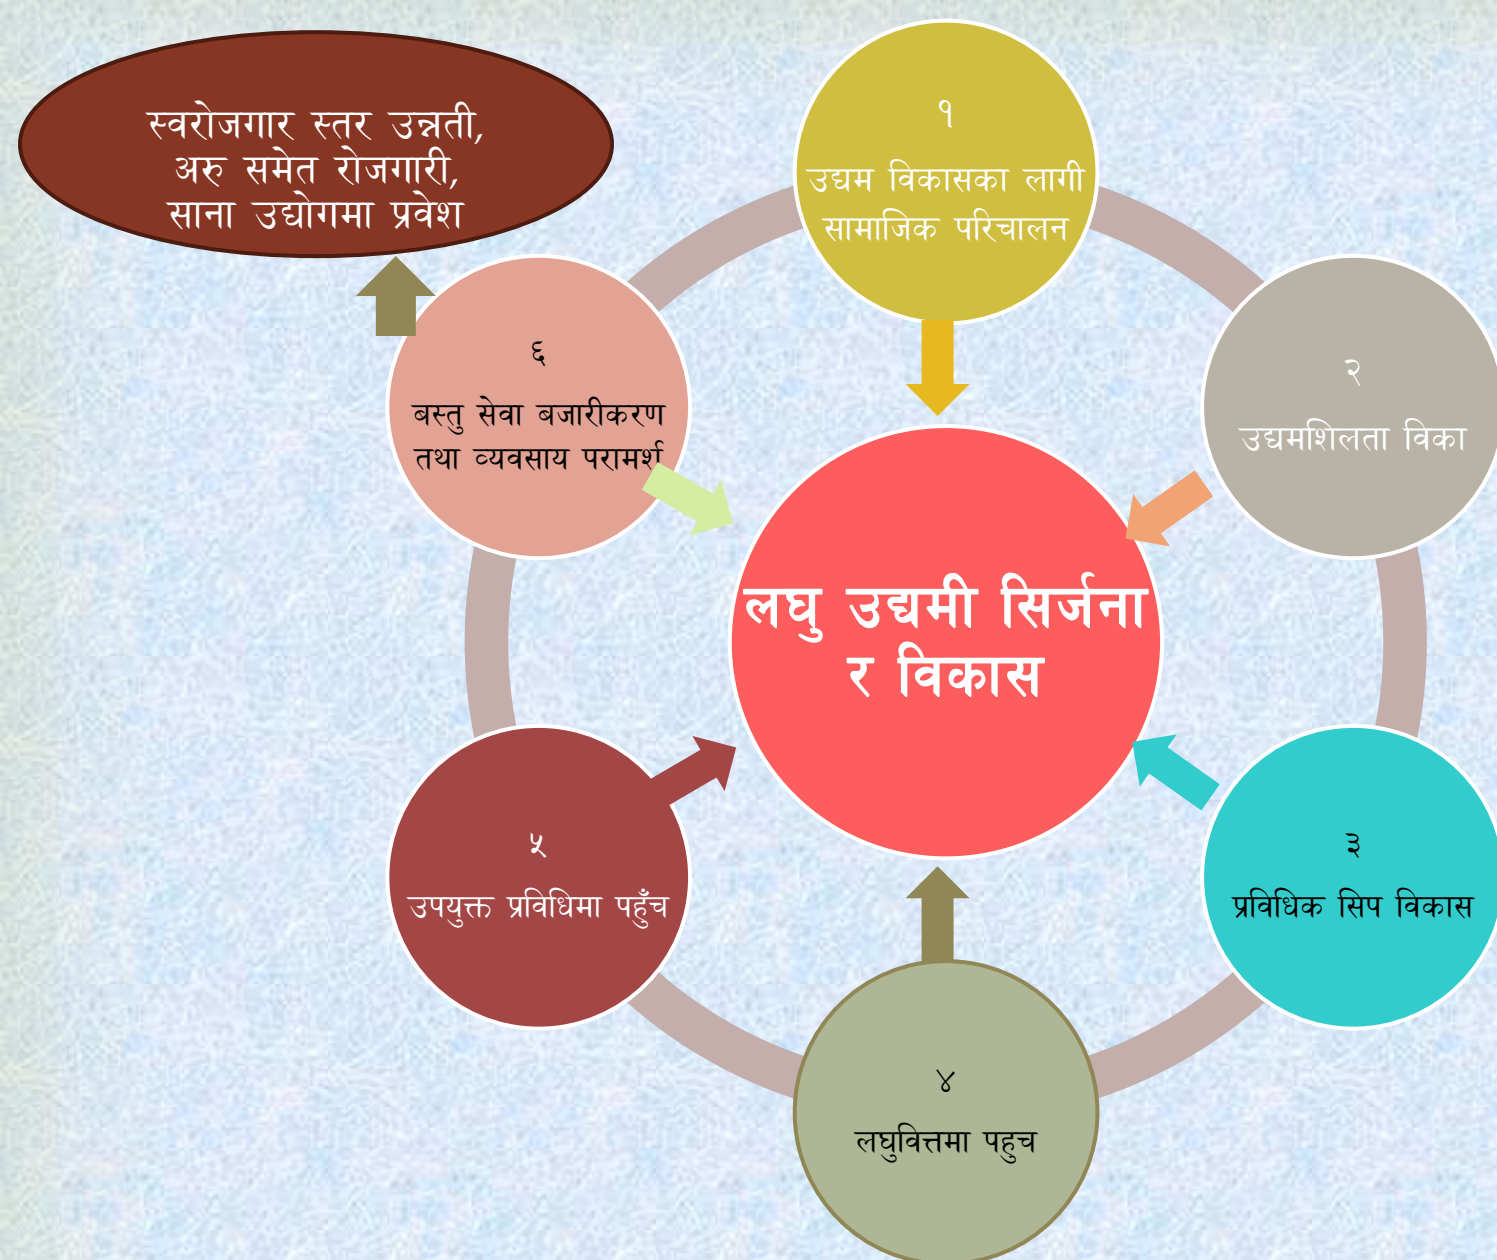 स्वरोजगार स्तर उन्नती,
अरु समेत रोजगारी,
साना उद्योगमा प्रवेश
१
उद्यम विकासका लागी
सामाजिक परिचालन
२
उद्यमशिलता विका
३
प्रविधिक सिप विकास
४
लघुवित्तमा पहुच
५
उपयुक्त प्रविधिमा पहुँच
६
बस्तु सेवा बजारीकरण
तथा व्यवसाय परामर्श
लघु उद्यमी सिर्जना
र विकास